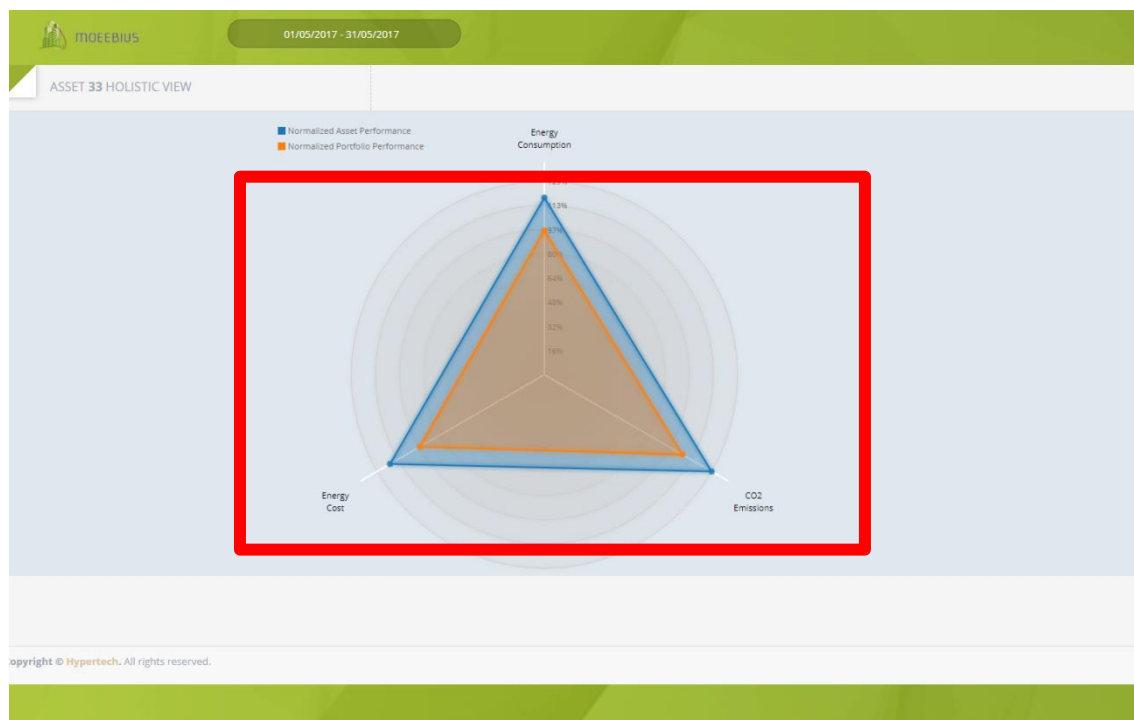 MOEEBIUS
01/05/2017 - 31/05/2017
ASSET 33 HOLISTIC VIEW
Normalized Asset Performance
Normalized Portfolio Performance
Energy
Consumption
113%
97%
80%
64%
48%
32%
16%
Energy
Cost
CO2
Emissions
opyright © Hypertech. All rights reserved.